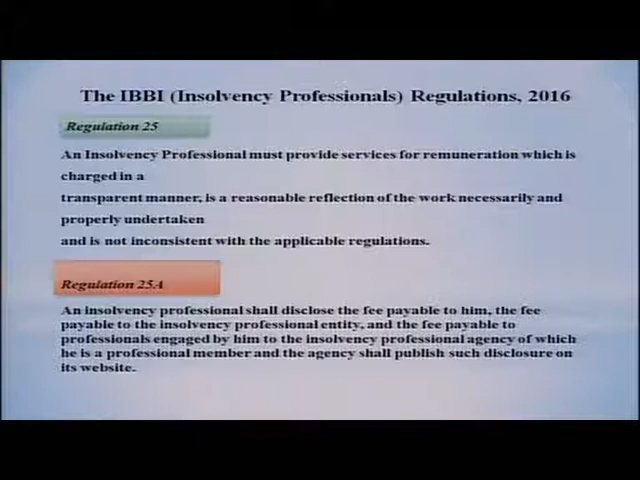 The IBBI (Insolvency Professionals) Regulations, 2016
Regulation 25
An Insolvency Professional must provide services for remuneration which is
charged in a
transparent manner, is a reasonable reflection of the work necessarily and
properly undertaken
and is not inconsistent with the applicable regulations.
Regulation 25A
An insolvency professional shall disclose the fee payable to him, the fee
payable to the insolvency professional entity, and the fee payable to
professionals engaged by him to the insolvency professional agency of which
he is a professional member and the agency shall publish such disclosure on
its website.